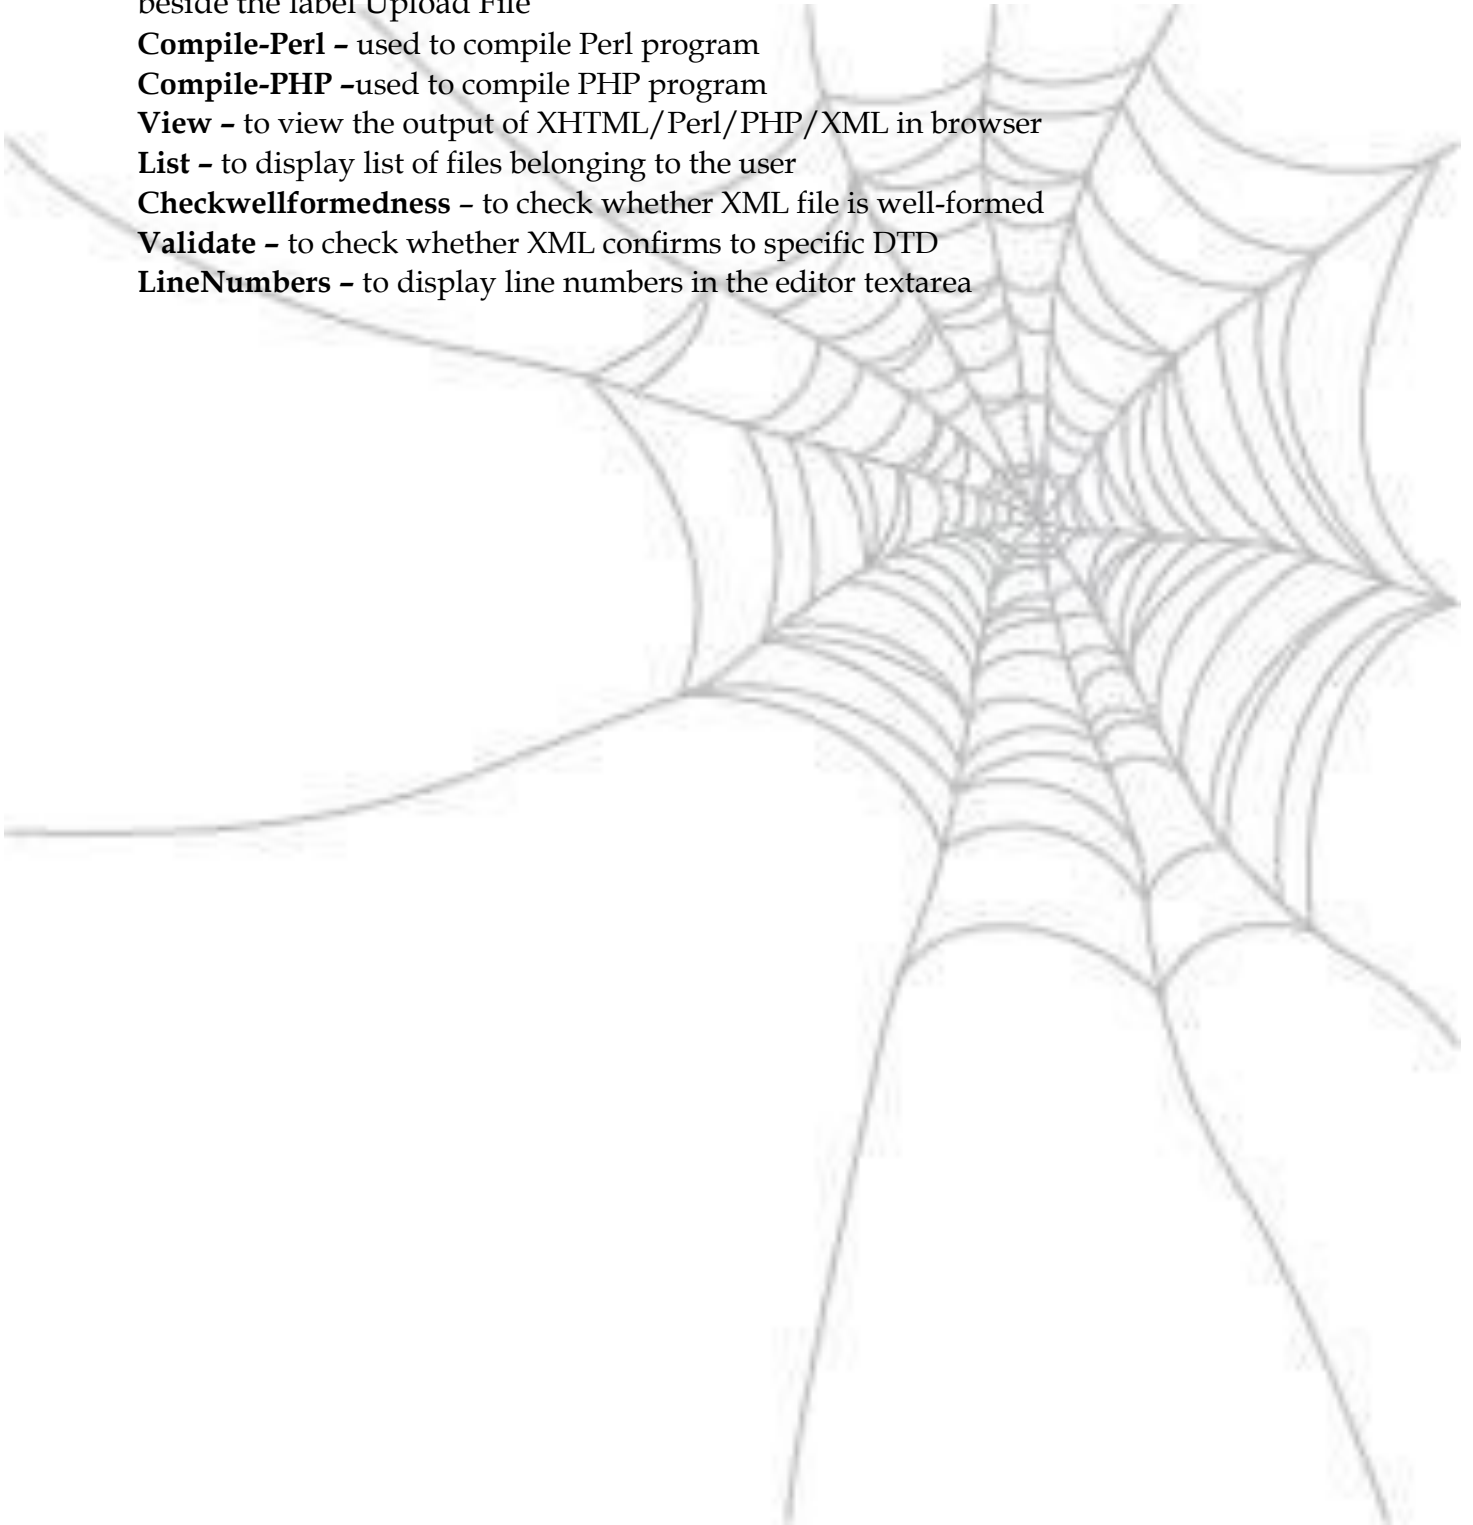 beside the label Upload File
Compile-Perl – used to compile Perl program
Compile-PHP –used to compile PHP program
View – to view the output of XHTML/Perl/PHP/XML in browser
List – to display list of files belonging to the user
Checkwellformedness – to check whether XML file is well-formed
Validate – to check whether XML confirms to specific DTD
LineNumbers – to display line numbers in the editor textarea